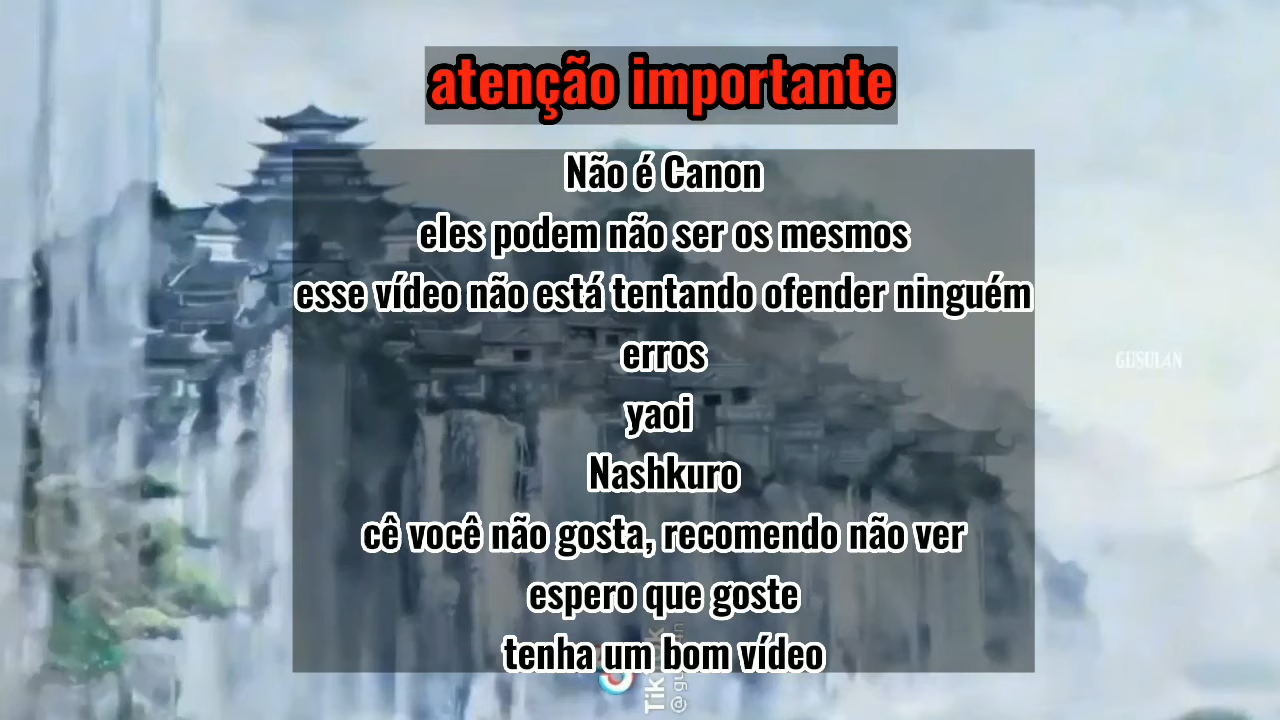 atenção importante
Não é Canon
eles podem não ser os mesmos
esse vídeo não está tentando ofender ninguém
erros
yaoi
Nashkuro
cê você não gosta, recomendo não ver
espero que goste
tenha um bom vídeo
GUSULAN